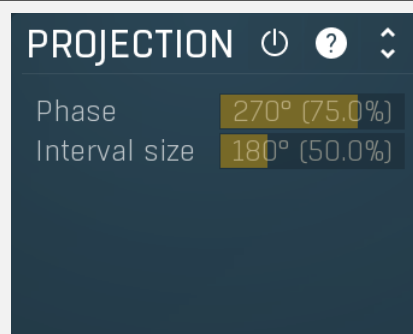 PROJECTION
Phase 270° (75.0%)
Interval size 180° (50.0%)